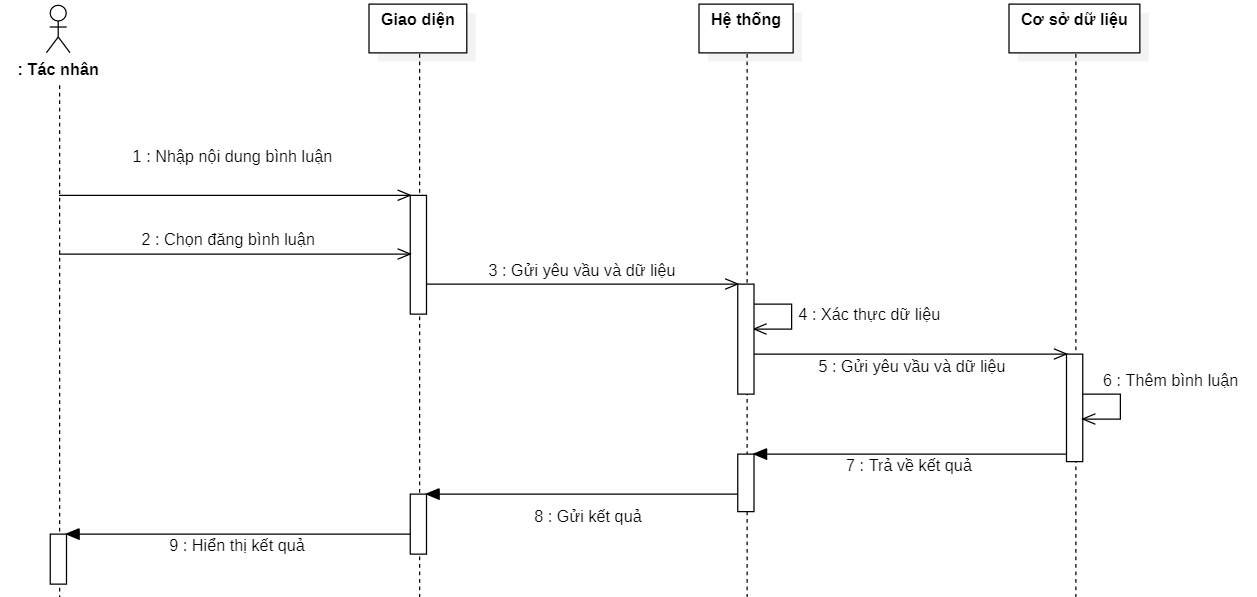 Giao diện
Hệ thống
Cơ sở dữ liệu
: Tác nhân
1 : Nhập nội dung bình luận
2 : Chọn đăng bình luận
3 : Gửi yêu vầu và dữ liệu
4 : Xác thực dữ liệu
5 : Gửi yêu vầu và dữ liệu
6 : Thêm bình luận
7 : Trả về kết quả
8 : Gửi kết quả
9 : Hiển thị kết quả